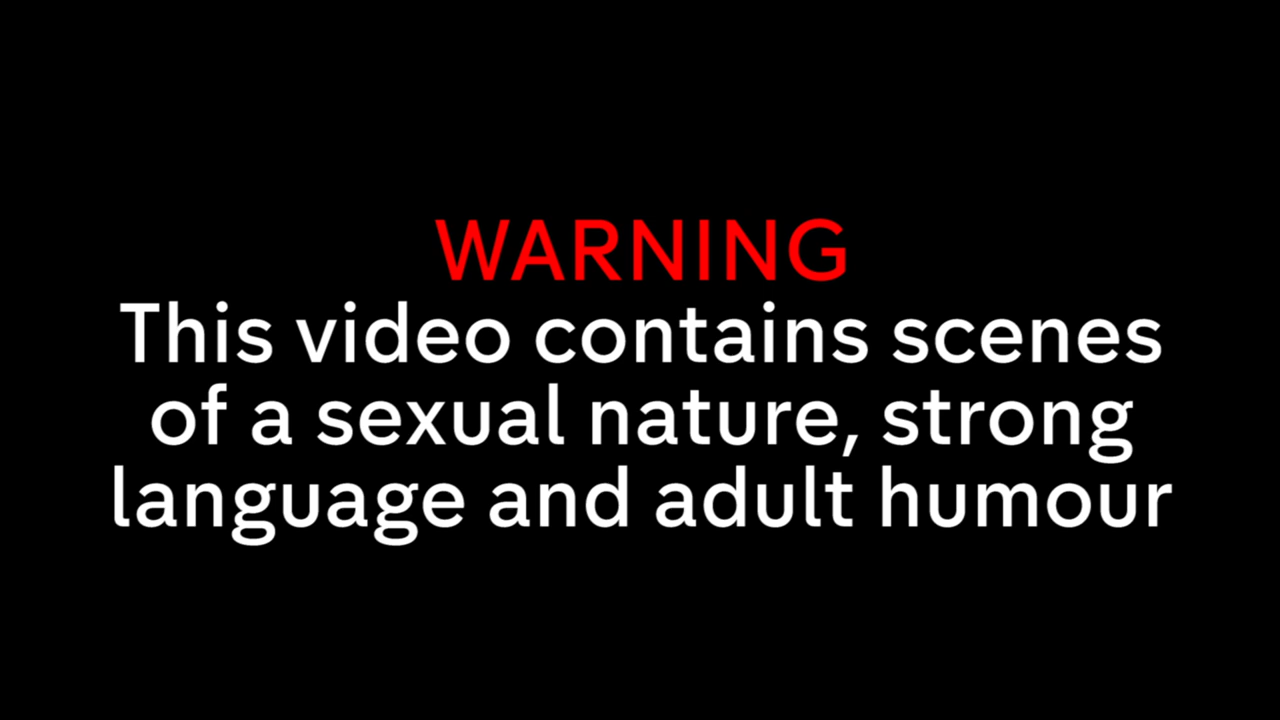 WARNING
This video contains scenes
of a sexual nature, strong
language and adult humour